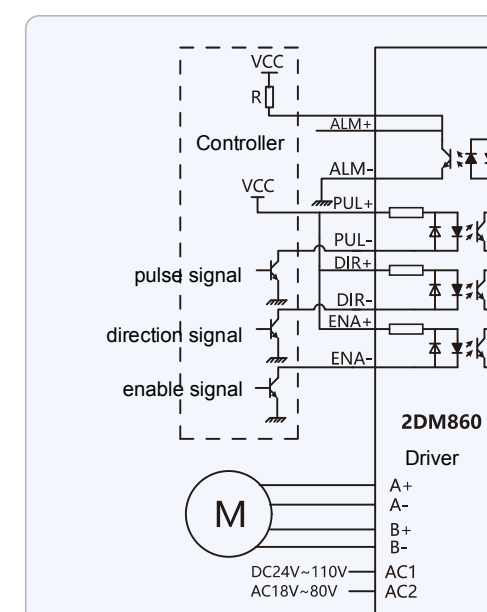 VCC
R
ALM+
Controller
ALM-
VCC
PUL+
PUL-
DIR+
pulse signal
DIR-
ENA+
direction signal
ENA-
enable signal
2DM860
Driver
M
A+
A-
B+
B-
DC24V~110V AC1
AC18V~80V AC2